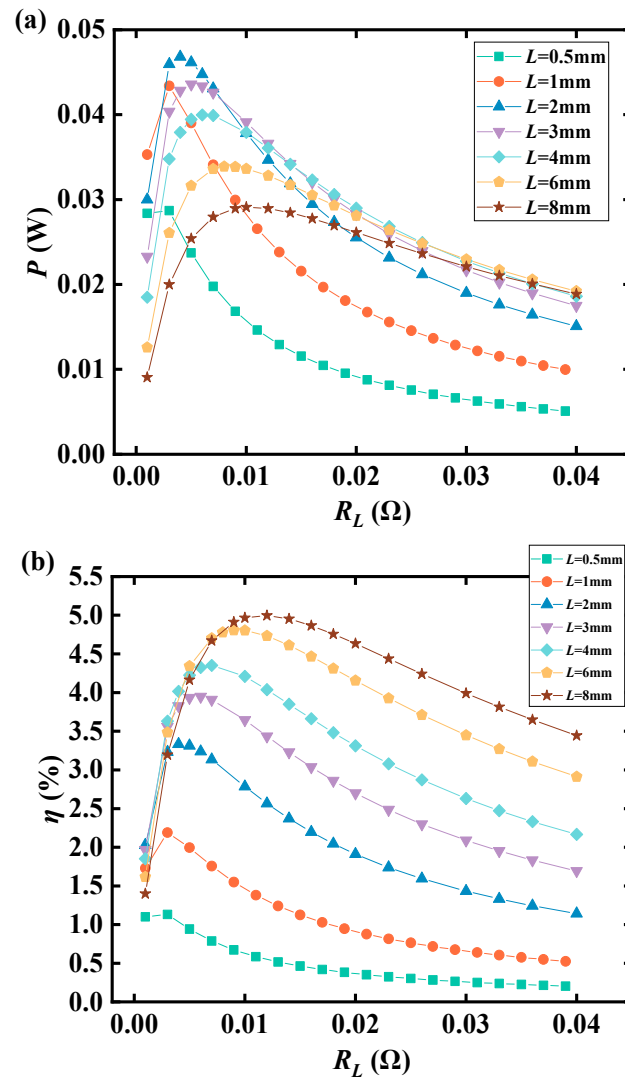 (a)
0.05
0.04
0.03
0.02
0.01
0.00
P (W)
L=0.5mm
L=1mm
L=2mm
L=3mm
L=4mm
L=6mm
L=8mm
0.00 0.01 0.02 0.03 0.04
R_L (Ω)
(b)
5.5
5.0
4.5
4.0
3.5
3.0
2.5
2.0
1.5
1.0
0.5
0.0
η (%)
L=0.5mm
L=1mm
L=2mm
L=3mm
L=4mm
L=6mm
L=8mm
0.00 0.01 0.02 0.03 0.04
R_L (Ω)